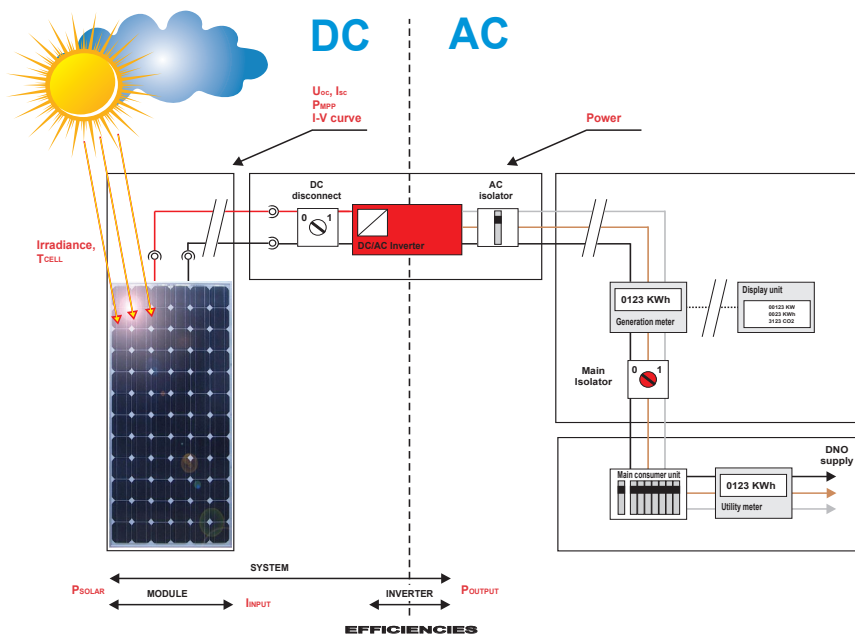 DC
AC
Uoc, Isc
PMPP
I-V curve
Power
DC
disconnect
AC
isolator
0 1
DC/AC Inverter
Irradiance,
TCELL
0123 KWh
Generation meter
Display unit
00123 KW
0023 KWh
3123 CO2
Main
Isolator
0 1
Main consumer unit
0123 KWh
Utility meter
DNO
supply
SYSTEM
PSOLAR
POUTPUT
MODULE
IINPUT
INVERTER
EFFICIENCIES